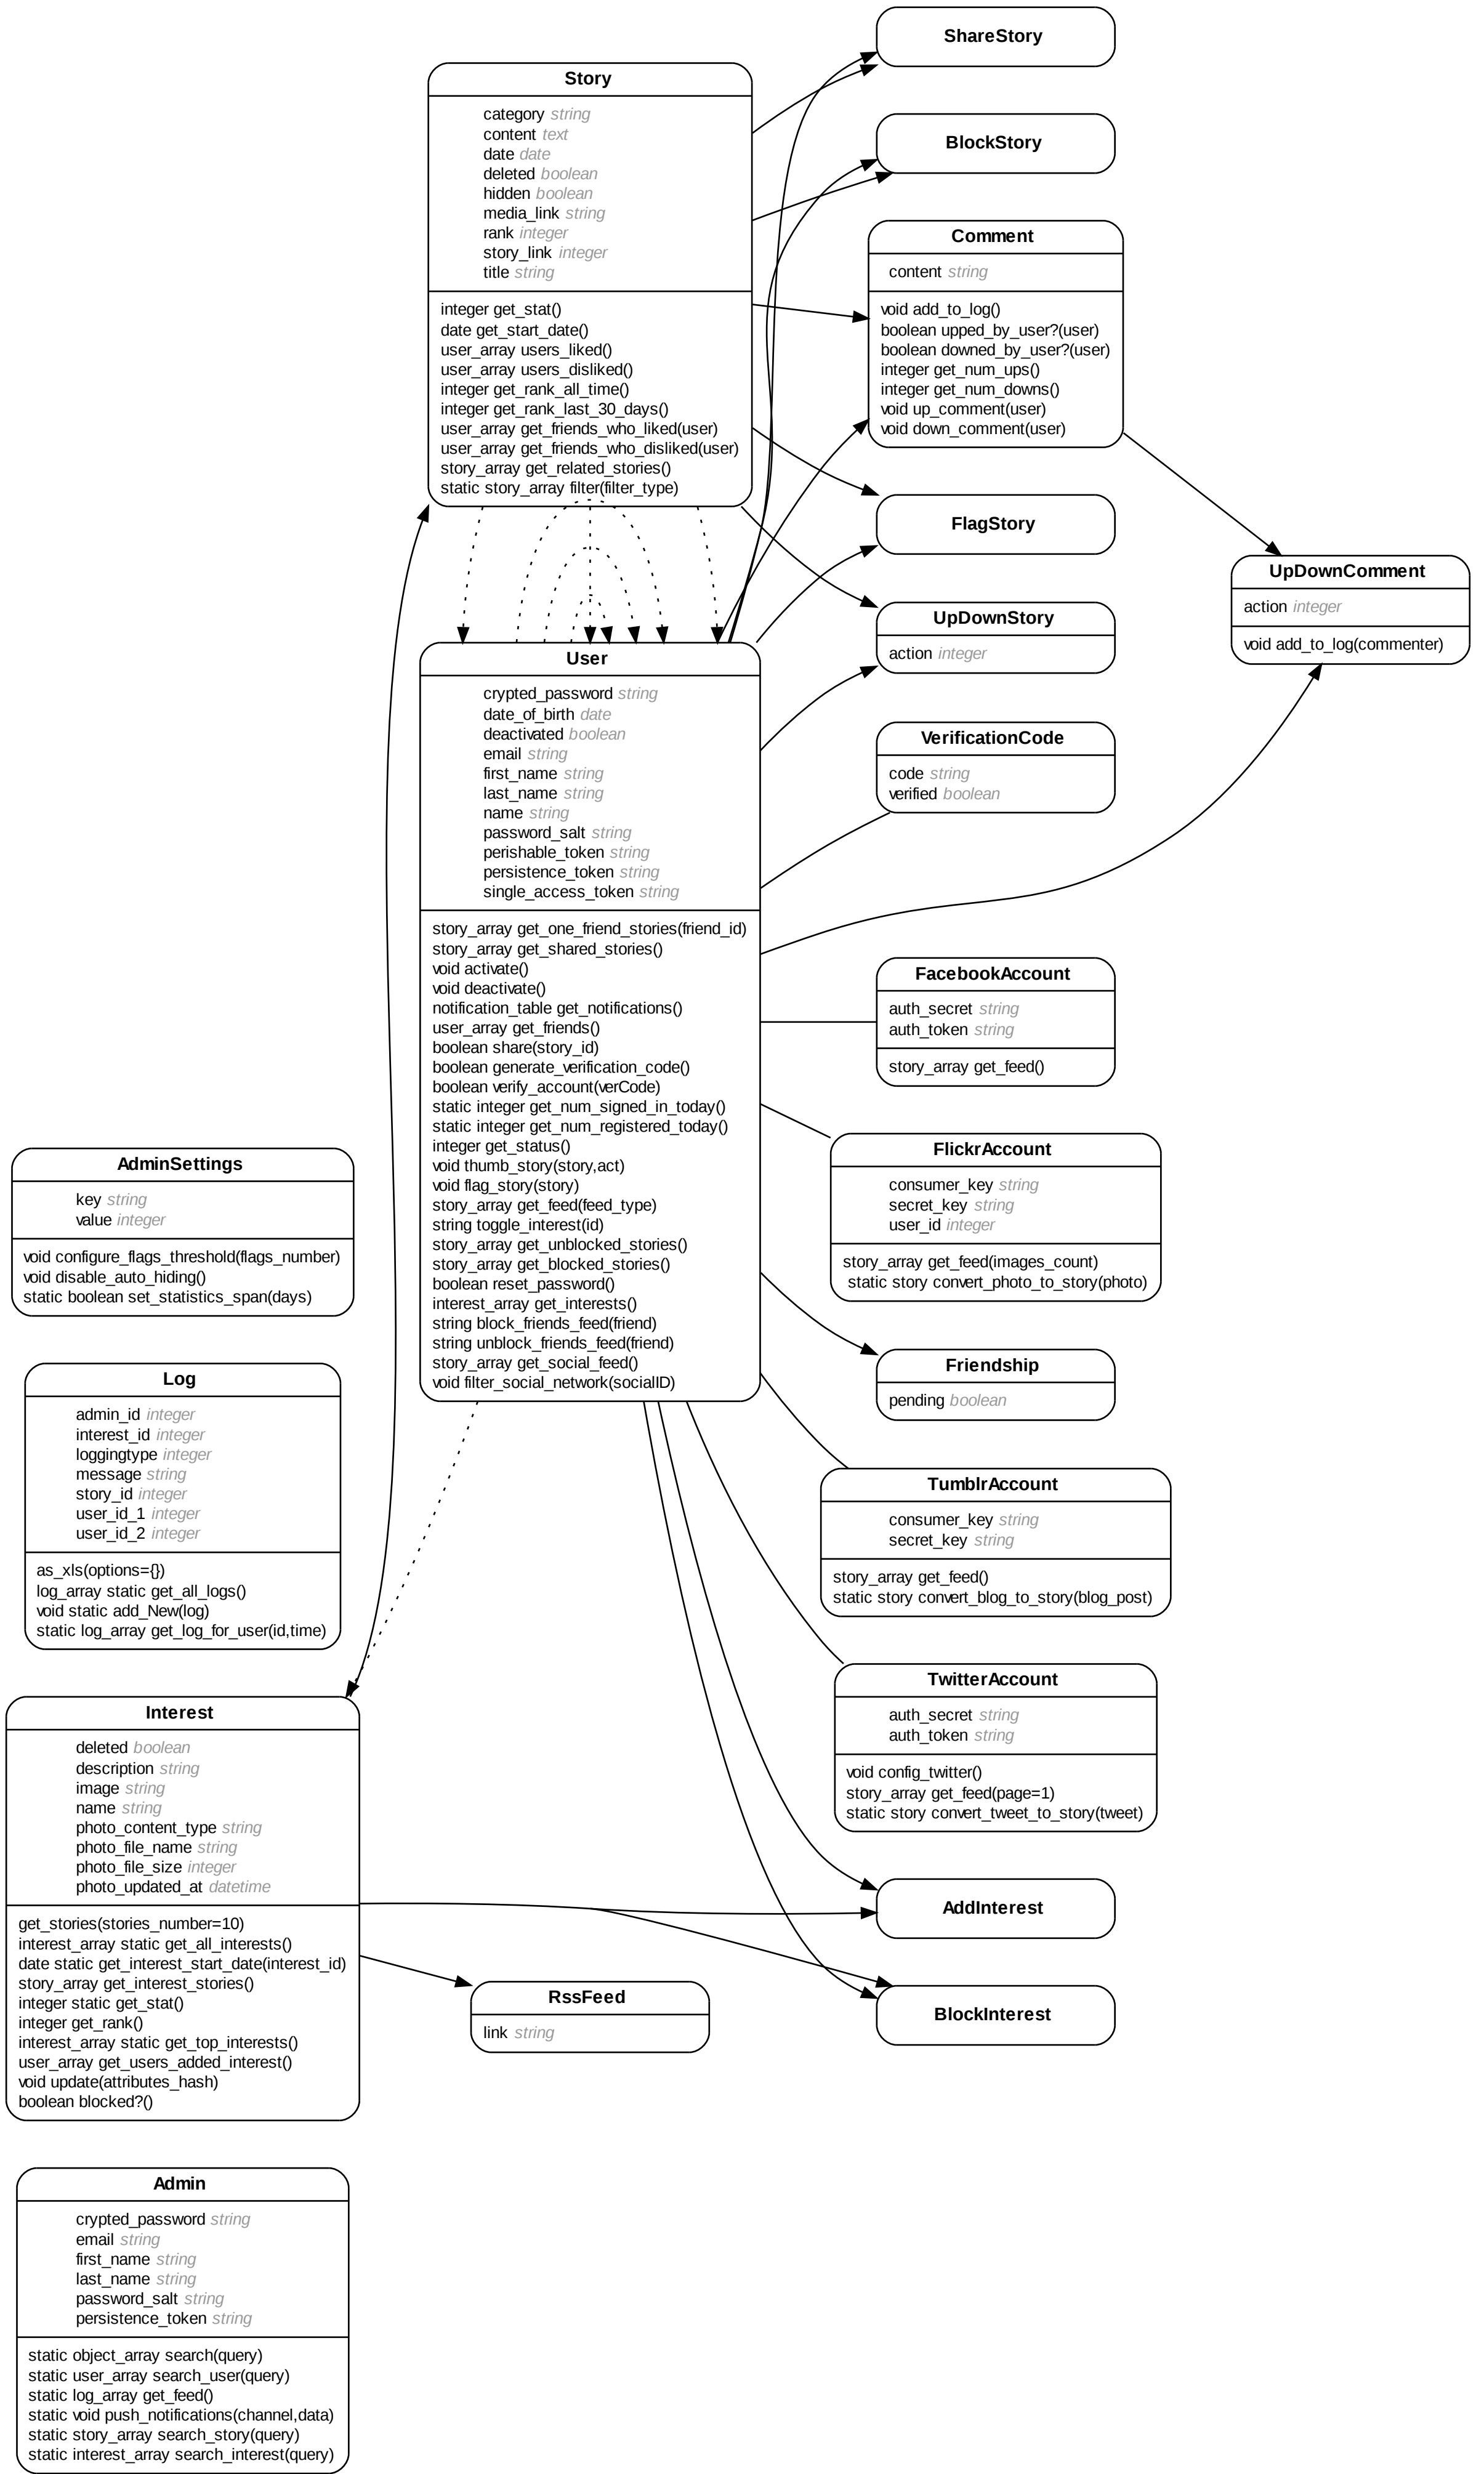 ShareStory
Story
category string
content text
date date
deleted boolean
hidden boolean
media_link string
rank integer
story_link integer
title string
integer get_stat()
date get_start_date()
user_array users_liked()
user_array users_disliked()
integer get_rank_all_time()
integer get_rank_last_30_days()
user_array get_friends_who_liked(user)
user_array get_friends_who_disliked(user)
story_array get_related_stories()
static story_array filter(filter_type)
BlockStory
Comment
content string
void add_to_log()
boolean upped_by_user?(user)
boolean downed_by_user?(user)
integer get_num_ups()
integer get_num_downs()
void up_comment(user)
void down_comment(user)
FlagStory
UpDownComment
action integer
void add_to_log(commenter)
UpDownStory
action integer
User
crypted_password string
date_of_birth date
deactivated boolean
email string
first_name string
last_name string
name string
password_salt string
perishable_token string
persistence_token string
single_access_token string
story_array get_one_friend_stories(friend_id)
story_array get_shared_stories()
void activate()
void deactivate()
notification_table get_notifications()
user_array get_friends()
boolean share(story_id)
boolean generate_verification_code()
boolean verify_account(verCode)
static integer get_num_signed_in_today()
static integer get_num_registered_today()
integer get_status()
void thumb_story(story,act)
void flag_story(story)
story_array get_feed(feed_type)
string toggle_interest(id)
story_array get_unblocked_stories()
story_array get_blocked_stories()
boolean reset_password()
interest_array get_interests()
string block_friends_feed(friend)
string unblock_friends_feed(friend)
story_array get_social_feed()
void filter_social_network(socialID)
VerificationCode
code string
verified boolean
FacebookAccount
auth_secret string
auth_token string
story_array get_feed()
FlickrAccount
consumer_key string
secret_key string
user_id integer
story_array get_feed(images_count)
static story convert_photo_to_story(photo)
Friendship
pending boolean
TumblrAccount
consumer_key string
secret_key string
story_array get_feed()
static story convert_blog_to_story(blog_post)
TwitterAccount
auth_secret string
auth_token string
void config_twitter()
story_array get_feed(page=1)
static story convert_tweet_to_story(tweet)
AddInterest
BlockInterest
AdminSettings
key string
value integer
void configure_flags_threshold(flags_number)
void disable_auto_hiding()
static boolean set_statistics_span(days)
Log
admin_id integer
interest_id integer
loggingtype integer
message string
story_id integer
user_id_1 integer
user_id_2 integer
as_xls(options={})
log_array static get_all_logs()
void static add_New(log)
static log_array get_log_for_user(id,time)
Interest
deleted boolean
description string
image string
name string
photo_content_type string
photo_file_name string
photo_file_size integer
photo_updated_at datetime
get_stories(stories_number=10)
interest_array static get_all_interests()
date static get_interest_start_date(interest_id)
story_array get_interest_stories()
integer static get_stat()
integer get_rank()
interest_array static get_top_interests()
user_array get_users_added_interest()
void update(attributes_hash)
boolean blocked?()
RssFeed
link string
Admin
crypted_password string
email string
first_name string
last_name string
password_salt string
persistence_token string
static object_array search(query)
static user_array search_user(query)
static log_array get_feed()
static void push_notifications(channel,data)
static story_array search_story(query)
static interest_array search_interest(query)